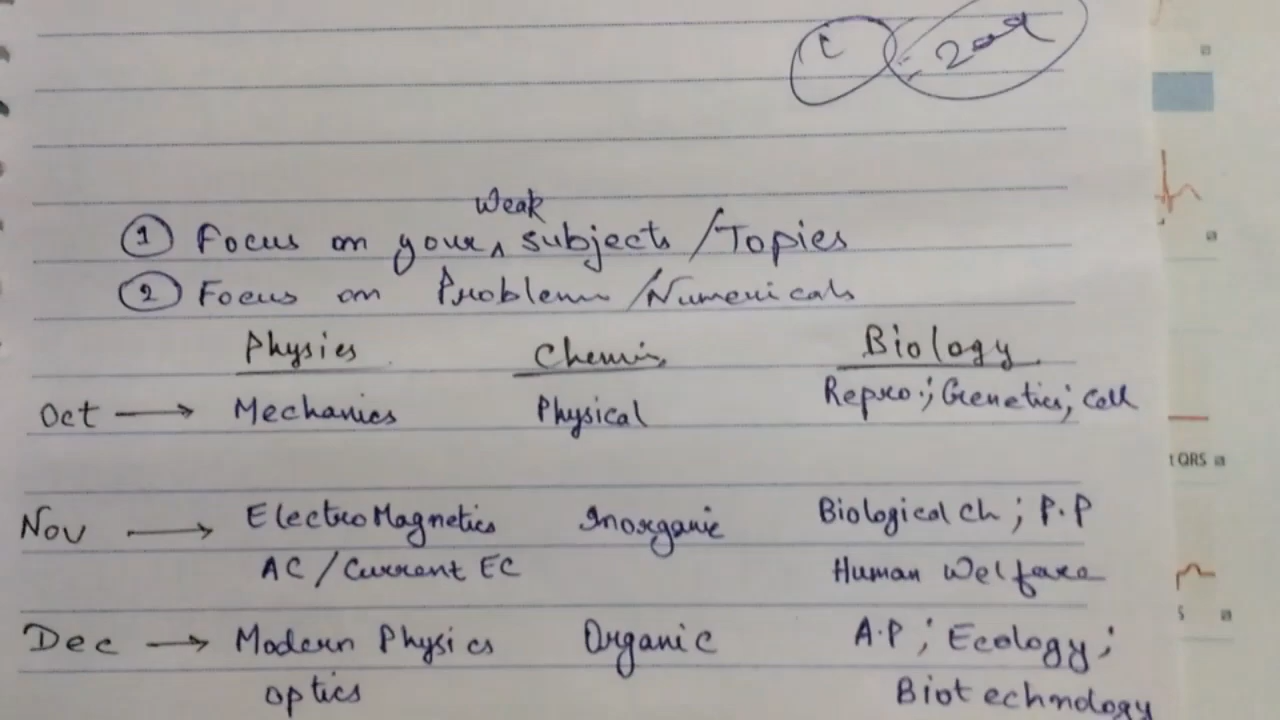 2nd
Weak
① Focus on your ^ subjects /Topics
② Focus on Problems /Numericals
Physics Chemis Biology
Oct → Mechanics Physical Repro.; Genetics; Cell
Nov → ElectroMagnetics Inorganic Biological Ch ; P.P
AC / Current EC Human Welfare
Dec → Modern Physics Organic A.P ; Ecology ;
optics Biotechnology
QRS